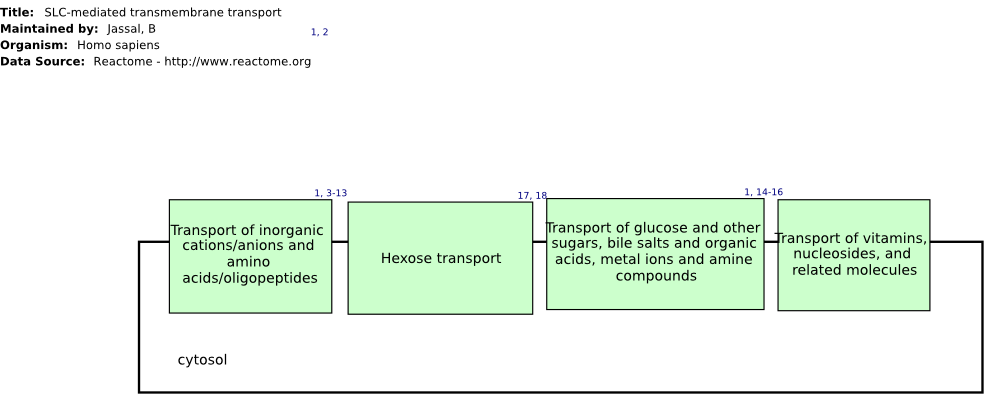 Title: SLC-mediated transmembrane transport
Maintained by: Jassal, B
1, 2
Organism: Homo sapiens
Data Source: Reactome - http://www.reactome.org
1, 3-13
17, 18
1, 14-16
Transport of inorganic
cations/anions and
amino
acids/oligopeptides
Hexose transport
Transport of glucose and other
sugars, bile salts and organic
acids, metal ions and amine
compounds
Transport of vitamins,
nucleosides, and
related molecules
cytosol